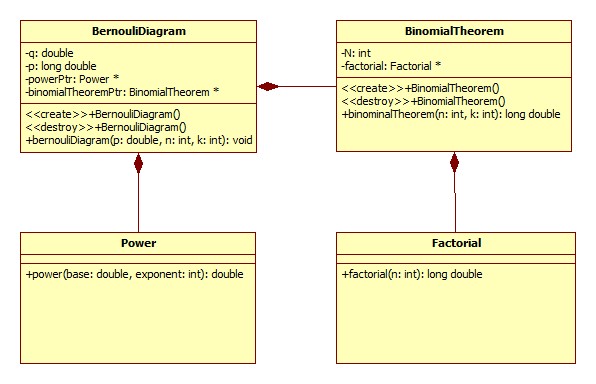 BernouliDiagram
-q: double
-p: long double
-powerPtr: Power *
-binomialTheoremPtr: BinomialTheorem *
<<create>>+BernouliDiagram()
<<destroy>>+BernouliDiagram()
+bernouliDiagram(p: double, n: int, k: int): void
BinomialTheorem
-N: int
-factorial: Factorial *
<<create>>+BinomialTheorem()
<<destroy>>+BinomialTheorem()
+binominalTheorem(n: int, k: int): long double
Power
+power(base: double, exponent: int): double
Factorial
+factorial(n: int): long double